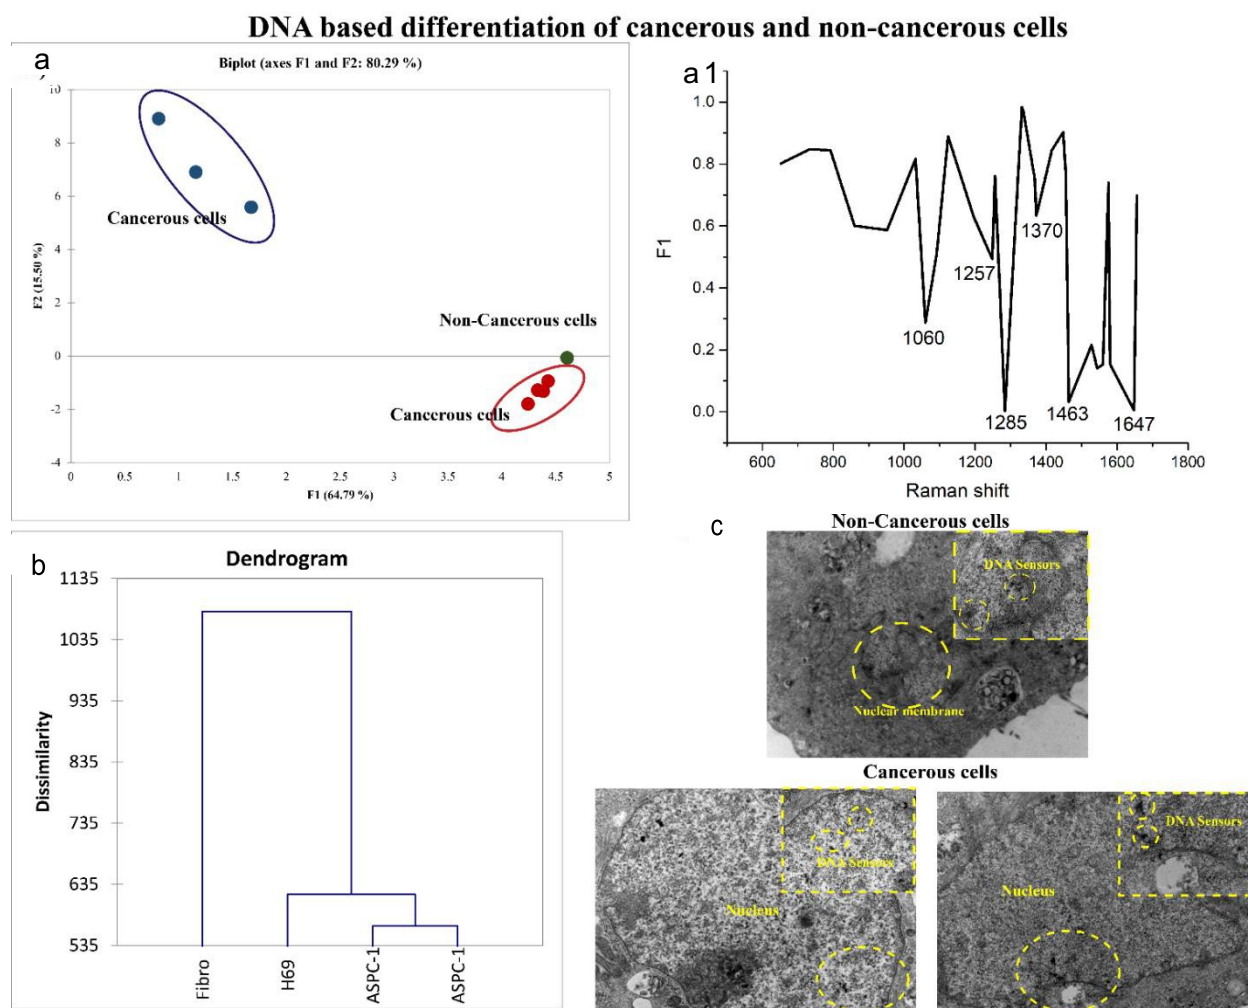 DNA based differentiation of cancerous and non-cancerous cells
a
Biplot (axes F1 and F2: 80.29 %)
10
8
6
4
2
0
-2
-4
F2 (15.50 %)
Cancerous cells
Non-Cancerous cells
Cancerous cells
0 0.5 1 1.5 2 2.5 3 3.5 4 4.5 5
F1 (64.79 %)
a1
1.0
0.8
0.6
0.4
0.2
0.0
F1
1060
1257
1285
1370
1463
1647
600 800 1000 1200 1400 1600 1800
Raman shift
b
Dendrogram
1135
1035
935
835
735
635
535
Dissimilarity
Fibro
H69
ASPC-1
ASPC-1
c
Non-Cancerous cells
DNA Sensors
Nuclear membrane
Cancerous cells
DNA Sensors
Nucleus
DNA Sensors
Nucleus